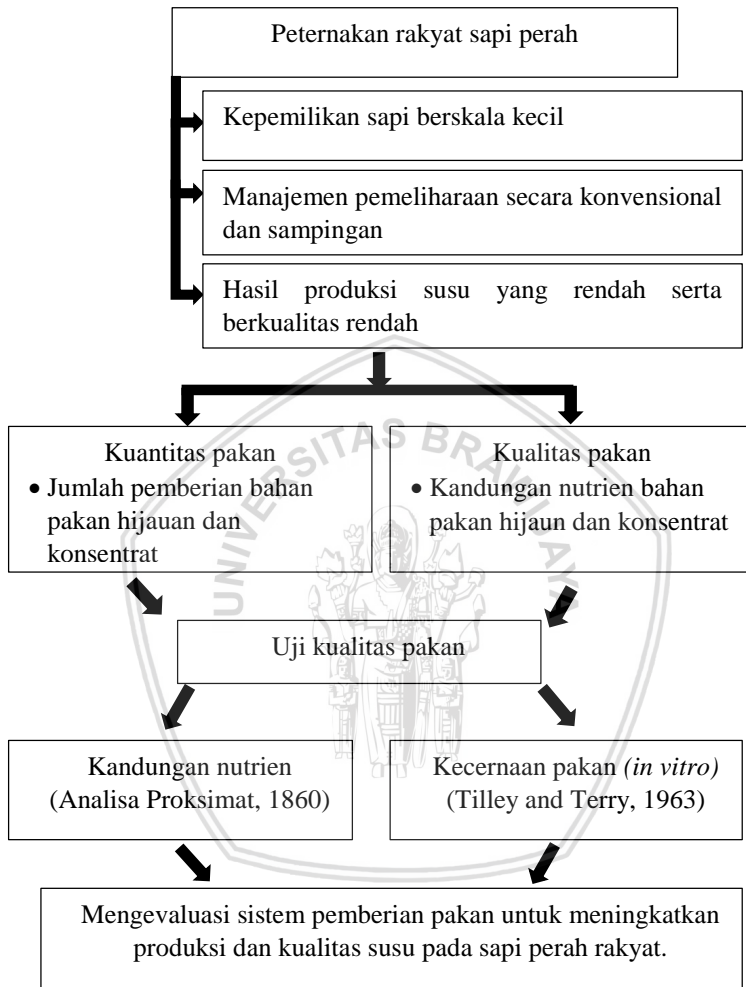 Peternakan rakyat sapi perah
Kepemilikan sapi berskala kecil
Manajemen pemeliharaan secara konvensional
dan sampingan
Hasil produksi susu yang rendah serta
berkualitas rendah
UNIVERSITAS BRAWIJAYA
Kuantitas pakan
• Jumlah pemberian bahan
pakan hijauan dan
konsentrat
Kualitas pakan
• Kandungan nutrien bahan
pakan hijaun dan konsentrat
Uji kualitas pakan
Kandungan nutrien
(Analisa Proksimat, 1860)
Kecernaan pakan (in vitro)
(Tilley and Terry, 1963)
Mengevaluasi sistem pemberian pakan untuk meningkatkan
produksi dan kualitas susu pada sapi perah rakyat.